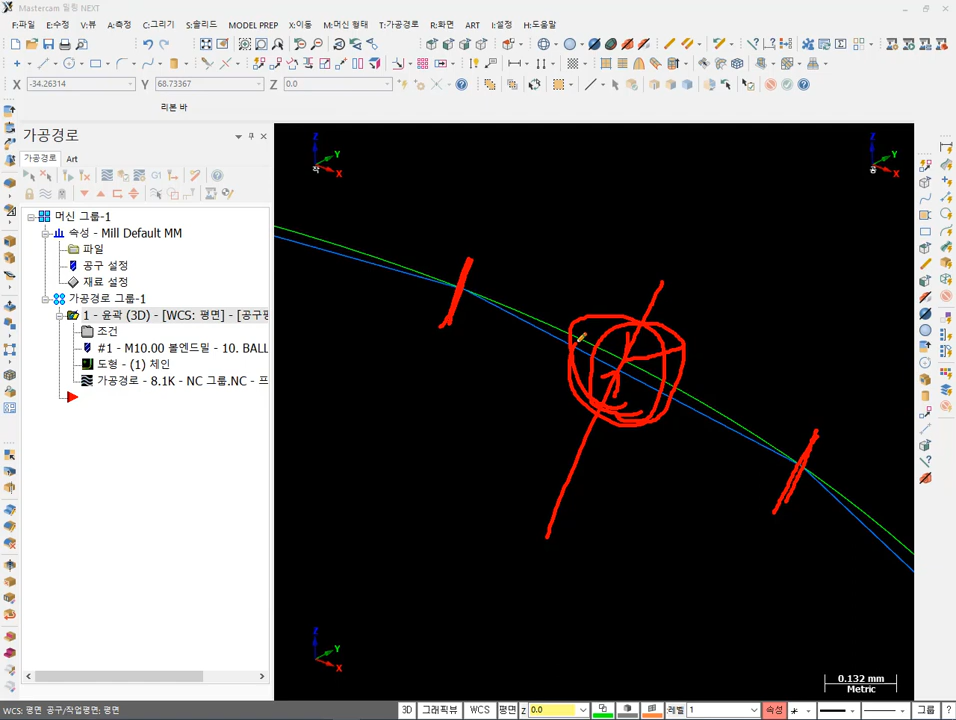 Mastercam 밀링 NEXT
F:파일 E:수정 V:뷰 A:측정 C:그리기 S:솔리드 MODEL PREP X:이동 M:머신 형태 T:가공경로 R:화면 ART I:설정 H:도움말
X -34.26314 Y 68.73367 Z 0.0
리본 바
가공경로
가공경로 Art
G1
머신 그룹-1
속성 - Mill Default MM
파일
공구 설정
재료 설정
가공경로 그룹-1
1 - 윤곽 (3D) - [WCS: 평면] - [공구평
조건
#1 - M10.00 볼엔드밀 - 10. BALL
도형 - (1) 체인
가공경로 - 8.1K - NC 그룹.NC - 프
Z Y X
Z Y X
Z X
0.132 mm
Metric
WCS: 평면 공구/작업평면: 평면 3D 그래픽뷰 WCS 평면 Z 0.0 레벨 1 속성 그룹 ?